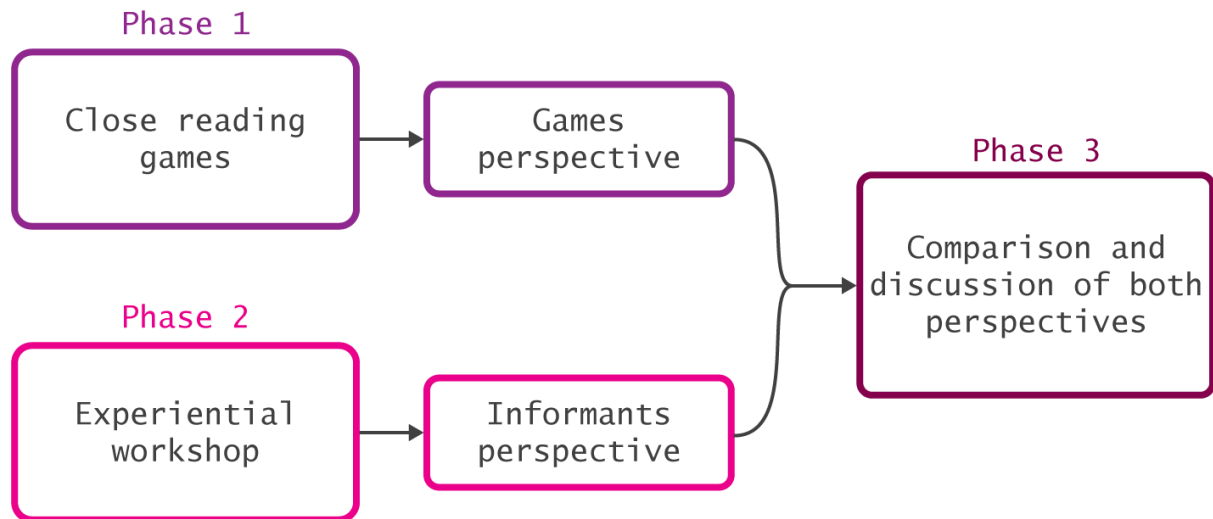 Phase 1
Close reading
games
Games
perspective
Phase 2
Experiential
workshop
Informants
perspective
Phase 3
Comparison and
discussion of both
perspectives